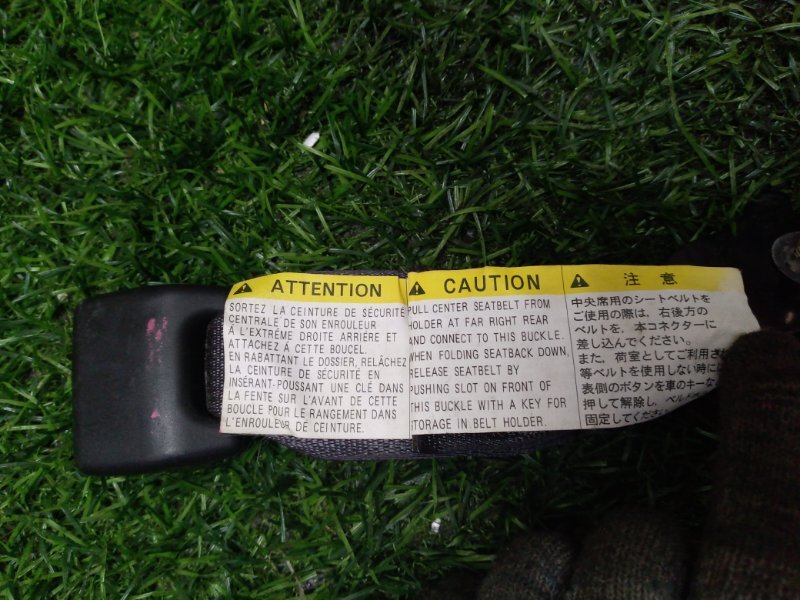 ATTENTION
SORTEZ LA CEINTURE DE SÉCURITÉ
CENTRALE DE SON ENROULEUR
À L'EXTRÊME DROITE ARRIÈRE ET
ATTACHEZ À CETTE BOUCEL.
EN RABATTANT LE DOSSIER, RELÂCHEZ
LA CEINTURE DE SÉCURITÉ EN
INSÉRANT-POUSSANT UNE CLÉ DANS
LA FENTE SUR L'AVANT DE CETTE
BOUCLE POUR LE RANGEMENT DANS
L'ENROULEUR DE CEINTURE.
CAUTION
PULL CENTER SEATBELT FROM
HOLDER AT FAR RIGHT REAR
AND CONNECT TO THIS BUCKLE.
WHEN FOLDING SEATBACK DOWN,
RELEASE SEATBELT BY
PUSHING SLOT ON FRONT OF
THIS BUCKLE WITH A KEY FOR
STORAGE IN BELT HOLDER.
注意
中央席用のシートベルトを
ご使用の際は、右後方の
ベルトを、本コネクターに
差し込んでください。
また、荷室としてご利用され
等ベルトを使用しない時に
表側のボタンを車のキーな
押して解除し、ベルト
固定してくださ